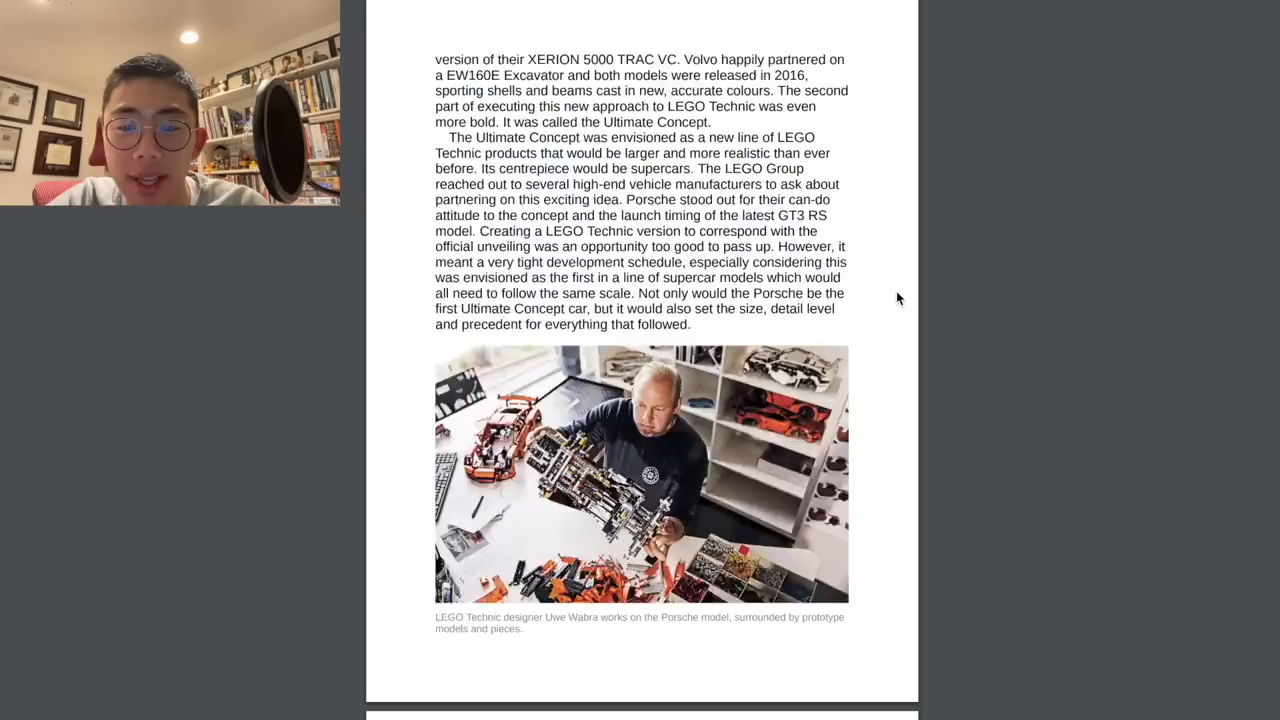 version of their XERION 5000 TRAC VC. Volvo happily partnered on
a EW160E Excavator and both models were released in 2016,
sporting shells and beams cast in new, accurate colours. The second
part of executing this new approach to LEGO Technic was even
more bold. It was called the Ultimate Concept.
The Ultimate Concept was envisioned as a new line of LEGO
Technic products that would be larger and more realistic than ever
before. Its centrepiece would be supercars. The LEGO Group
reached out to several high-end vehicle manufacturers to ask about
partnering on this exciting idea. Porsche stood out for their can-do
attitude to the concept and the launch timing of the latest GT3 RS
model. Creating a LEGO Technic version to correspond with the
official unveiling was an opportunity too good to pass up. However, it
meant a very tight development schedule, especially considering this
was envisioned as the first in a line of supercar models which would
all need to follow the same scale. Not only would the Porsche be the
first Ultimate Concept car, but it would also set the size, detail level
and precedent for everything that followed.
LEGO Technic designer Uwe Wabra works on the Porsche model, surrounded by prototype
models and pieces.